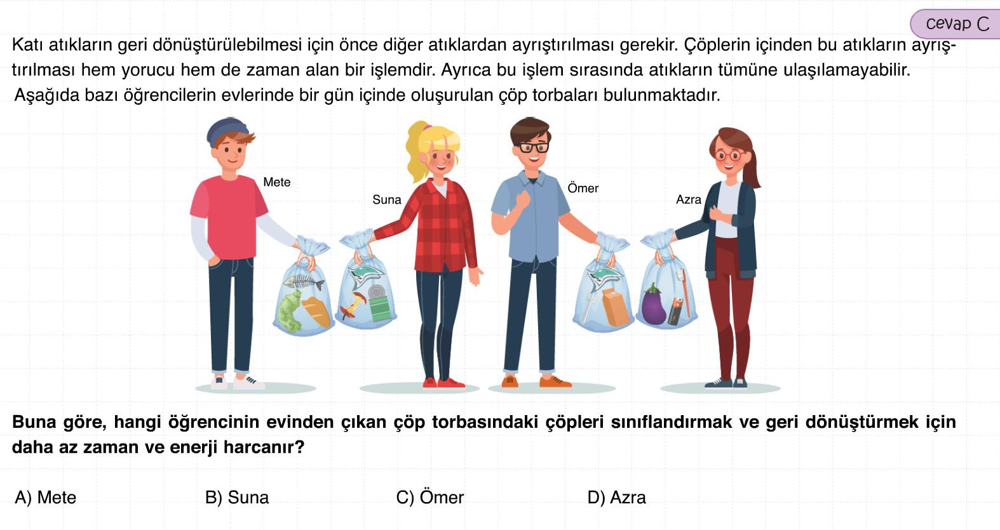 cevap C
Katı atıkların geri dönüştürülebilmesi için önce diğer atıklardan ayrıştırılması gerekir. Çöplerin içinden bu atıkların ayrış-
tırılması hem yorucu hem de zaman alan bir işlemdir. Ayrıca bu işlem sırasında atıkların tümüne ulaşılamayabilir.
Aşağıda bazı öğrencilerin evlerinde bir gün içinde oluşurulan çöp torbaları bulunmaktadır.
Mete
Suna
Ömer
Azra
Buna göre, hangi öğrencinin evinden çıkan çöp torbasındaki çöpleri sınıflandırmak ve geri dönüştürmek için
daha az zaman ve enerji harcanır?
A) Mete B) Suna C) Ömer D) Azra